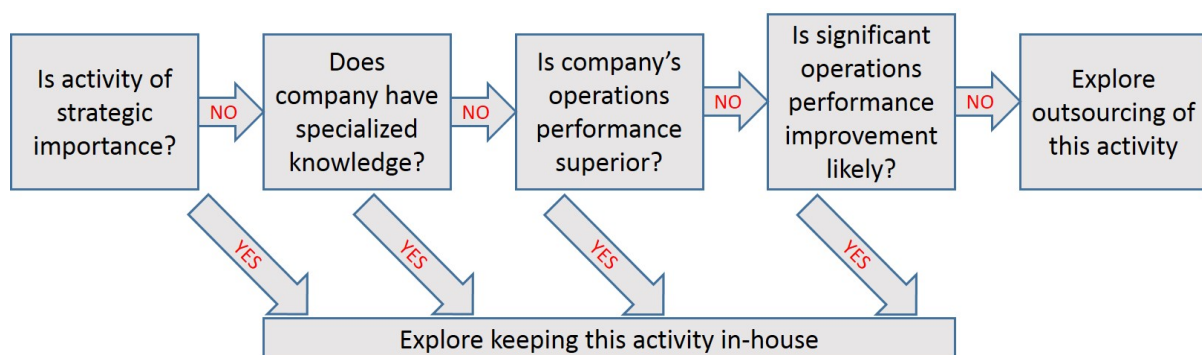 Is activity of
strategic
importance?
NO
Does
company have
specialized
knowledge?
NO
Is company’s
operations
performance
superior?
NO
Is significant
operations
performance
improvement
likely?
NO
Explore
outsourcing of
this activity
YES
YES
YES
YES
Explore keeping this activity in-house